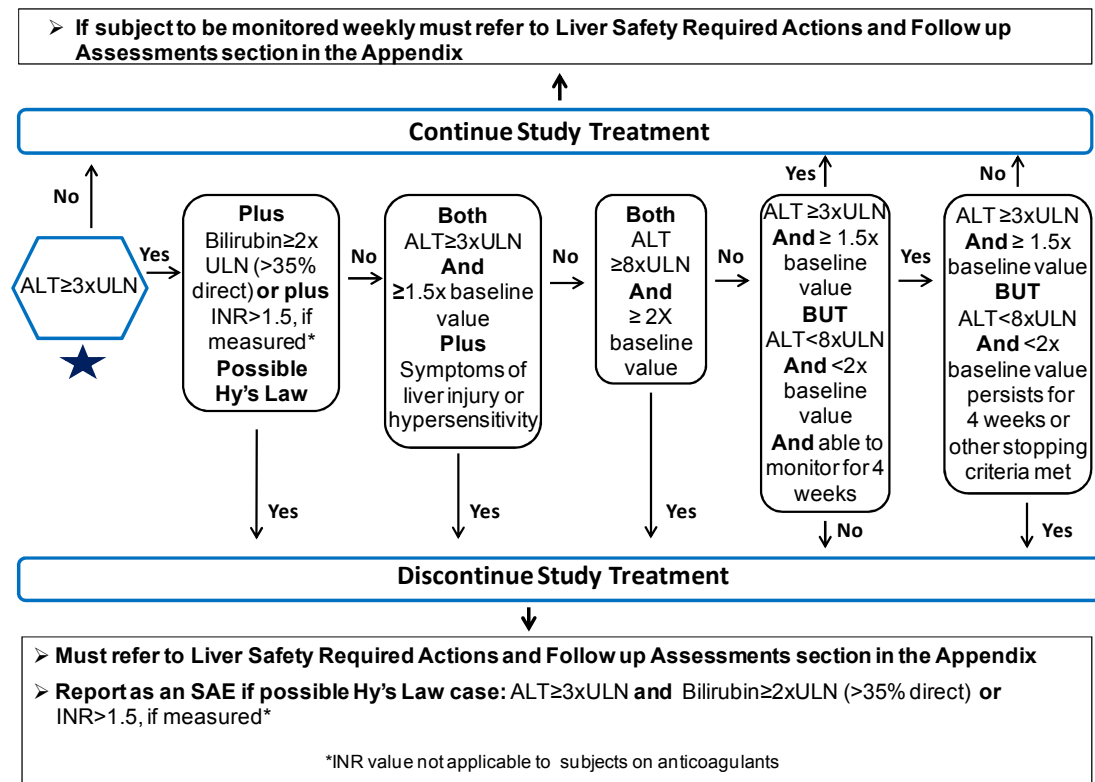 ➢ If subject to be monitored weekly must refer to Liver Safety Required Actions and Follow up
Assessments section in the Appendix
Continue Study Treatment
No
ALT≥3xULN
Yes
Plus
Bilirubin≥2x
ULN (>35%
direct) or plus
INR>1.5, if
measured*
Possible
Hy's Law
Yes
No
Both
ALT≥3xULN
And
≥1.5x baseline
value
Plus
Symptoms of
liver injury or
hypersensitivity
Yes
No
Both
ALT
≥8xULN
And
≥ 2X
baseline
value
Yes
No
Yes
ALT ≥3xULN
And ≥ 1.5x
baseline
value
BUT
ALT<8xULN
And <2x
baseline
value
And able to
monitor for 4
weeks
No
Yes
No
ALT ≥3xULN
And ≥ 1.5x
baseline value
BUT
ALT<8xULN
And <2x
baseline value
persists for
4 weeks or
other stopping
criteria met
Yes
Discontinue Study Treatment
➢ Must refer to Liver Safety Required Actions and Follow up Assessments section in the Appendix
➢ Report as an SAE if possible Hy's Law case: ALT≥3xULN and Bilirubin≥2xULN (>35% direct) or
INR>1.5, if measured*
*INR value not applicable to subjects on anticoagulants